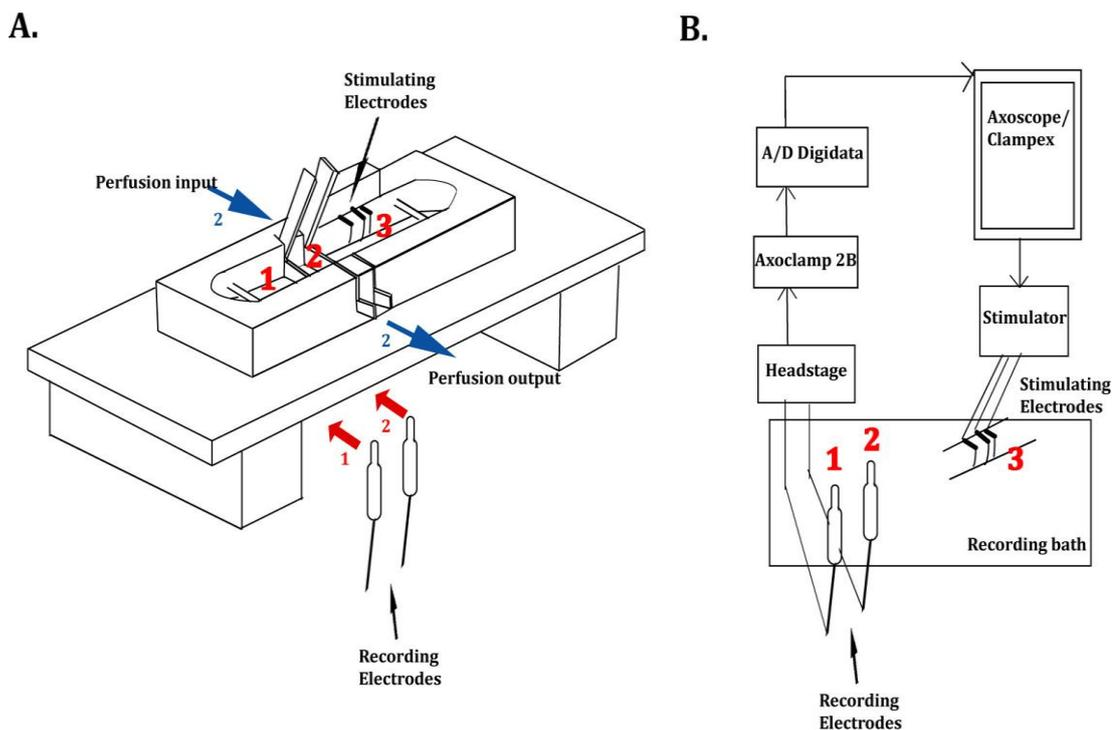 A.
Stimulating
Electrodes
Perfusion input
2
3
2
1
2
Perfusion output
2
1
Recording
Electrodes
B.
Axoscope/
Clampex
A/D Digidata
Axoclamp 2B
Stimulator
Headstage
Stimulating
Electrodes
2
1
3
Recording bath
Recording
Electrodes